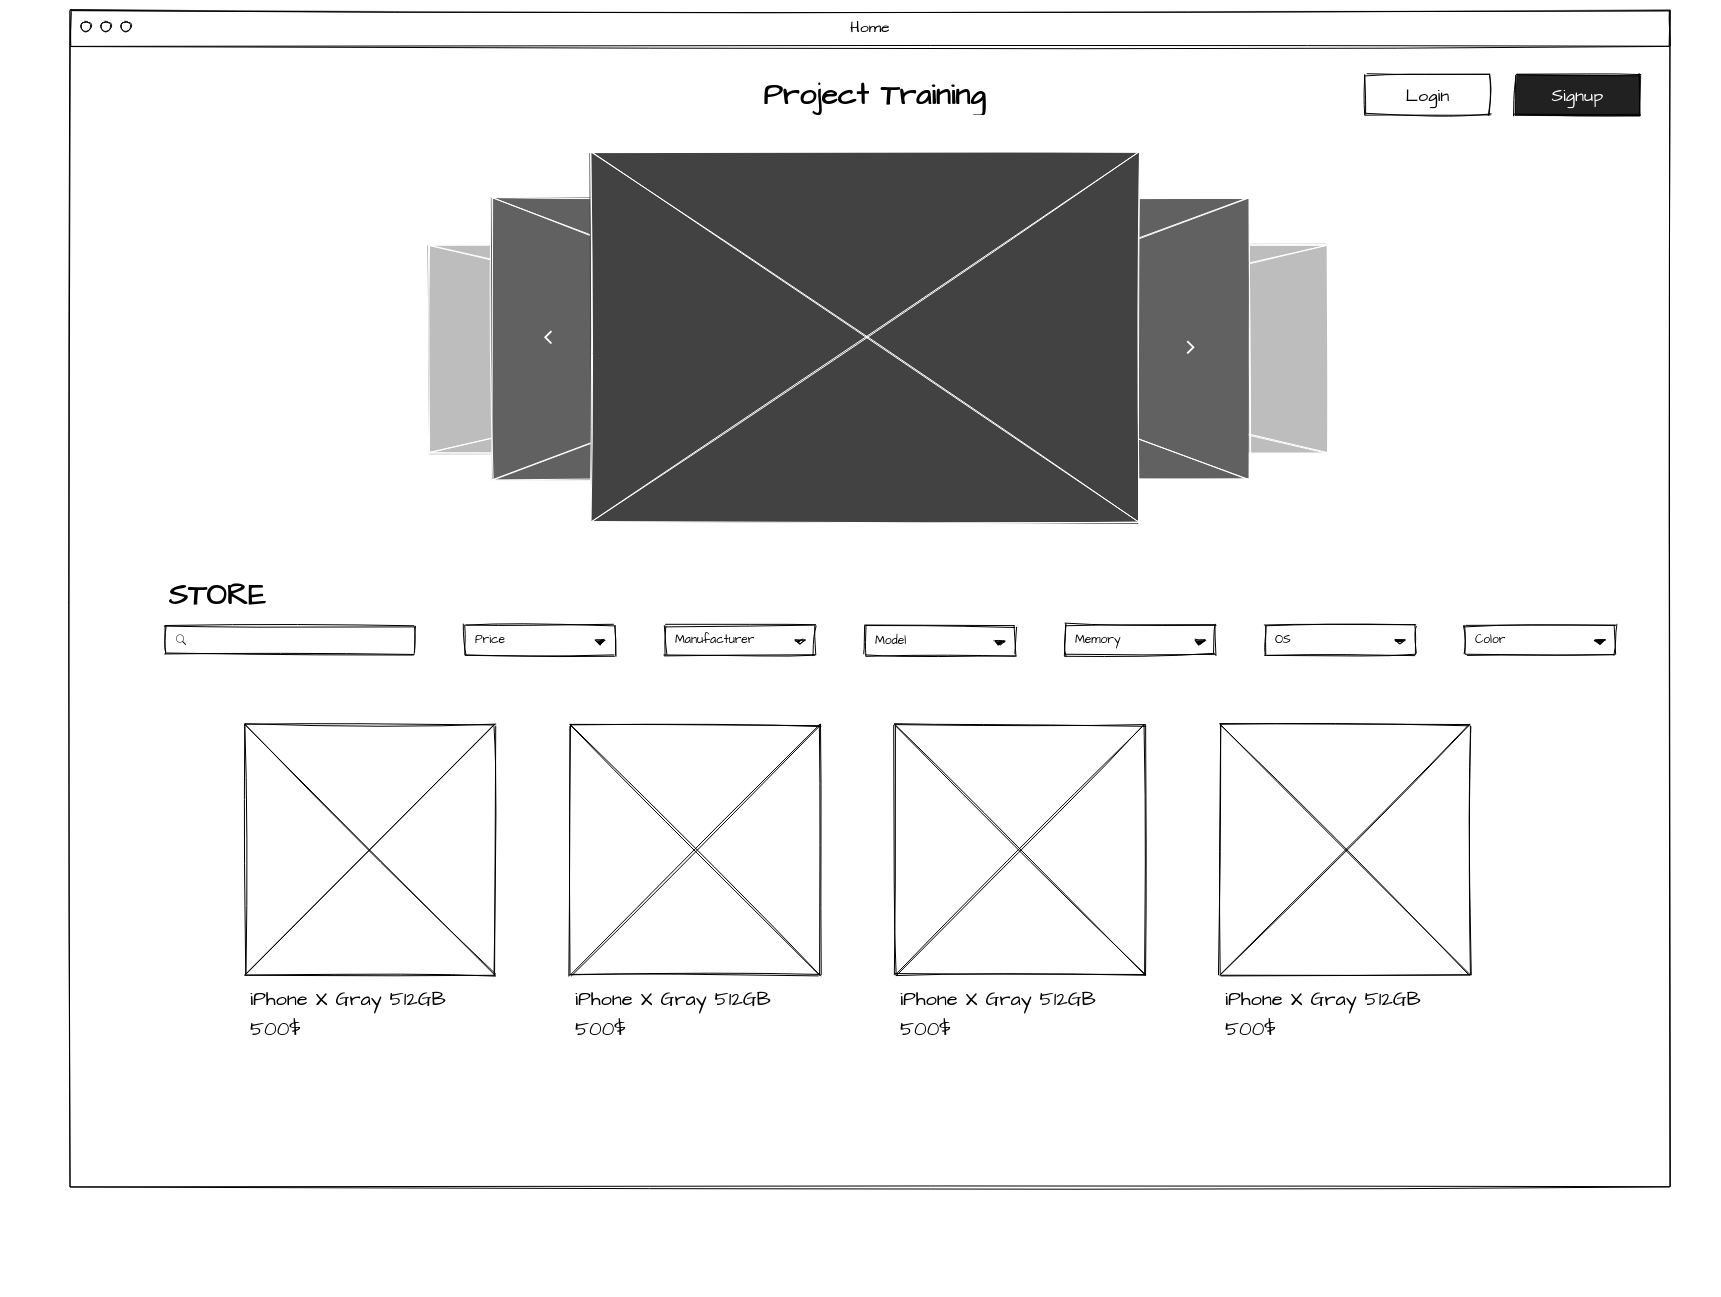 Home
Project Training
Login
Signup
STORE
Price
Manufacturer
Model
Memory
OS
Color
iPhone X Gray 512GB
500$
iPhone X Gray 512GB
500$
iPhone X Gray 512GB
500$
iPhone X Gray 512GB
500$